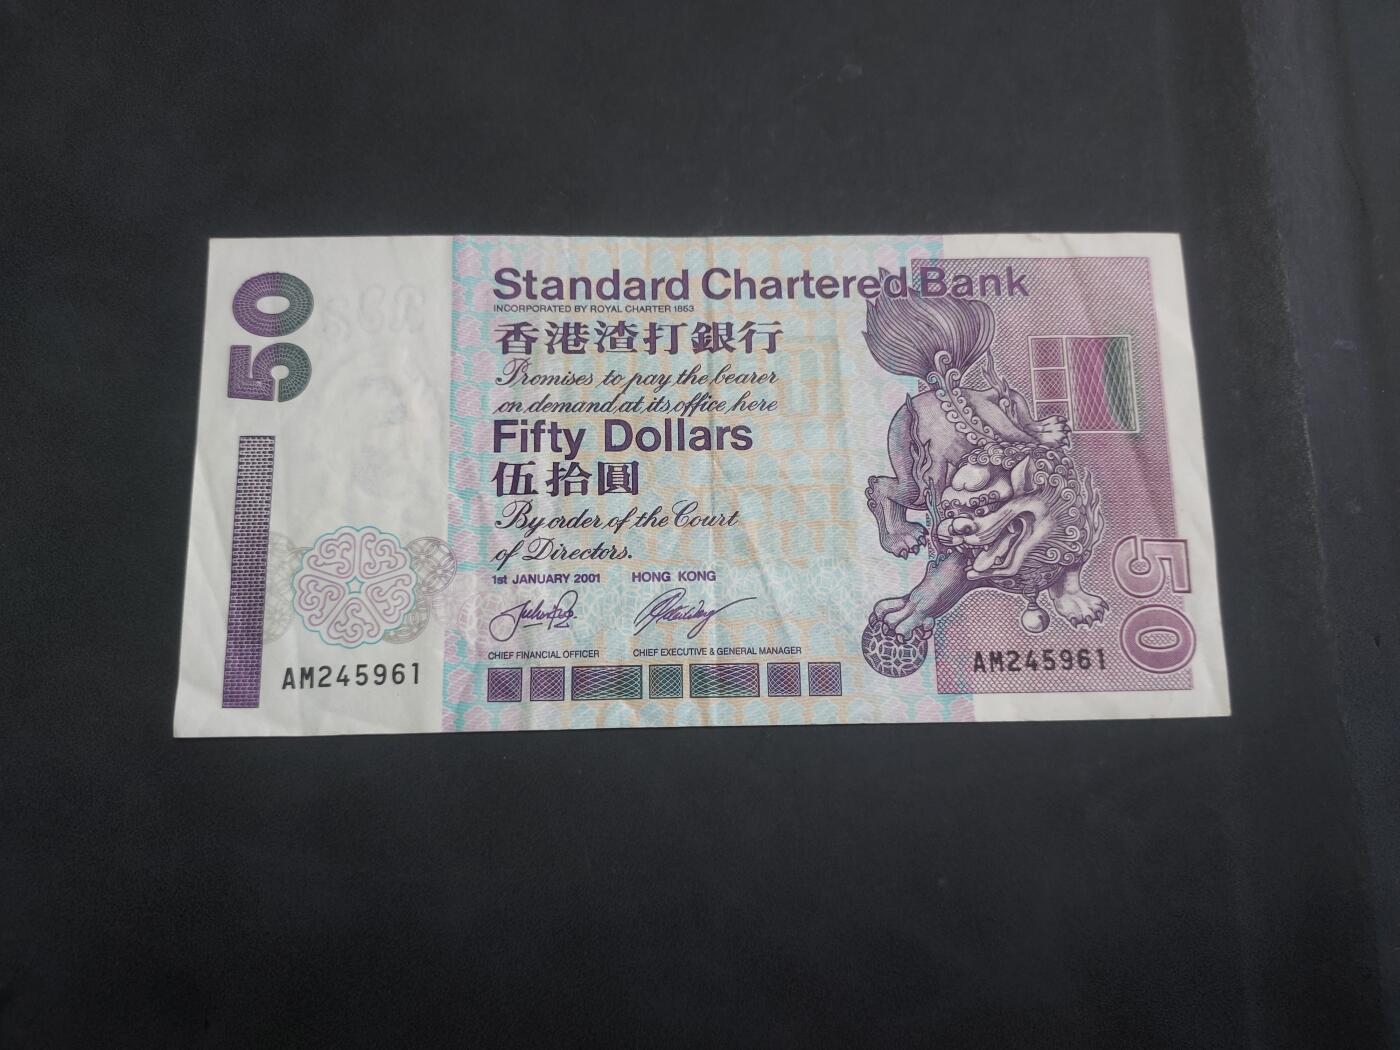 50
Standard Chartered Bank
INCORPORATED BY ROYAL CHARTER 1853
香港渣打銀行
Promises to pay the bearer
on demand at its office here
Fifty Dollars
伍拾圓
By order of the Court
of Directors.
1st JANUARY 2001 HONG KONG
CHIEF FINANCIAL OFFICER CHIEF EXECUTIVE & GENERAL MANAGER
AM245961
AM245961
50